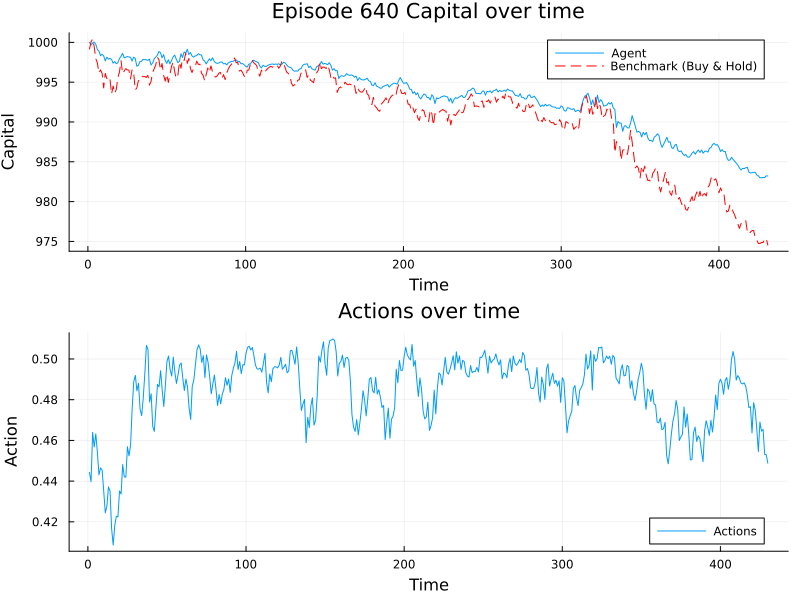 Episode 640 Capital over time
Capital
1000
995
990
985
980
975
Agent
Benchmark (Buy & Hold)
0
100
200
300
400
Time
Actions over time
Action
0.50
0.48
0.46
0.44
0.42
Actions
0
100
200
300
400
Time